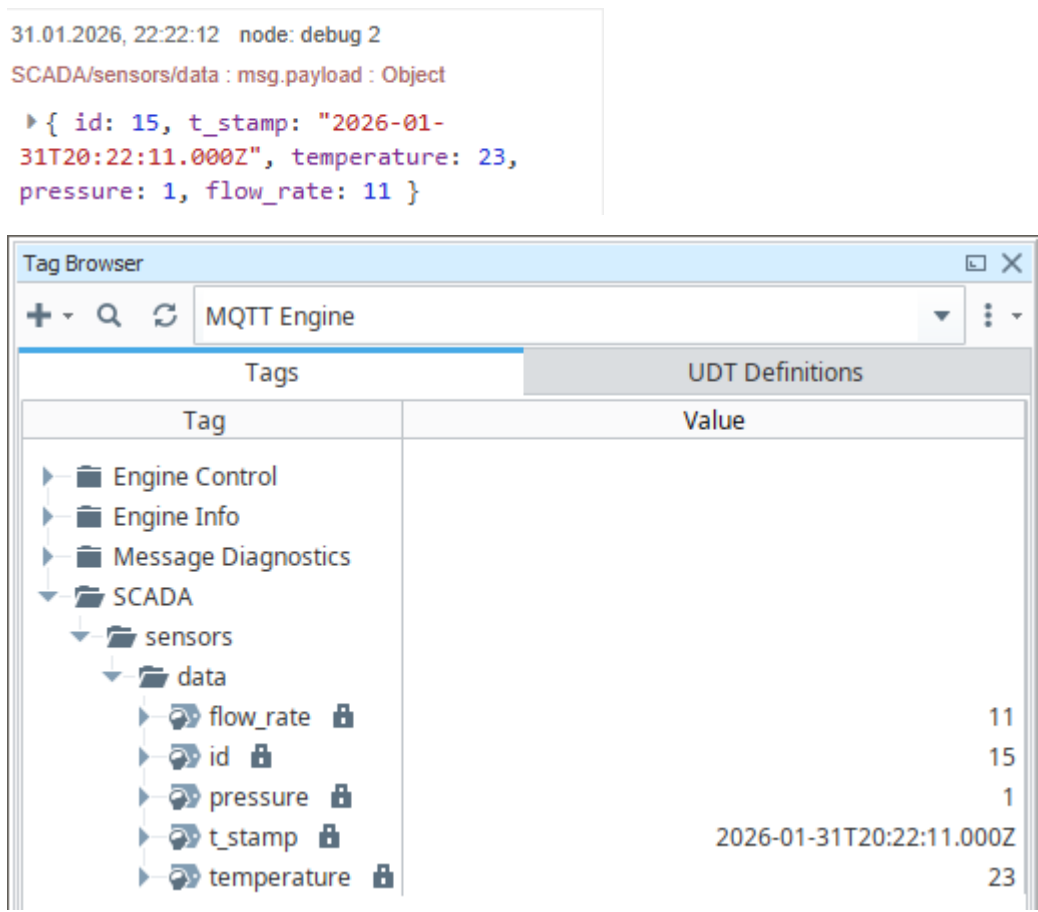 31.01.2026, 22:22:12 node: debug 2
SCADA/sensors/data : msg.payload : Object
{ id: 15, t_stamp: "2026-01-
31T20:22:11.000Z", temperature: 23,
pressure: 1, flow_rate: 11 }
Tag Browser
MQTT Engine
Tags UDT Definitions
Tag Value
Engine Control
Engine Info
Message Diagnostics
SCADA
sensors
data
flow_rate 11
id 15
pressure 1
t_stamp 2026-01-31T20:22:11.000Z
temperature 23